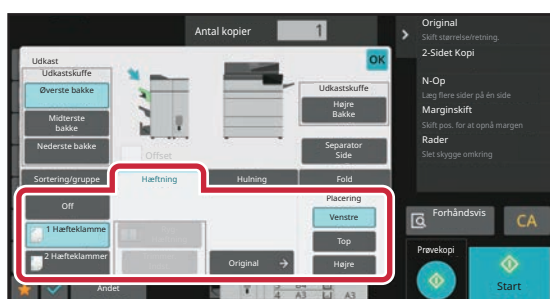 Antal kopier
1
Original
Skift størrelse/retning.
2-Sidet Kopi
N-Op
Læg flere sider på én side
Marginskift
Skift pos. for at opnå margen
Rader
Slet skygge omkring
Udkast
OK
Udkastskuffe
Øverste bakke
Midterste
bakke
Nederste bakke
Offset
Udkastskuffe
Højre
Bakke
Separator
Side
Sortering/gruppe
Hæftning
Hulning
Fold
Off
1 Hæfteklamme
2 Hæfteklammer
Original
Placering
Venstre
Top
Højre
Forhåndsvis
CA
Prøvekopi
Start
Andet
4 A3
A3